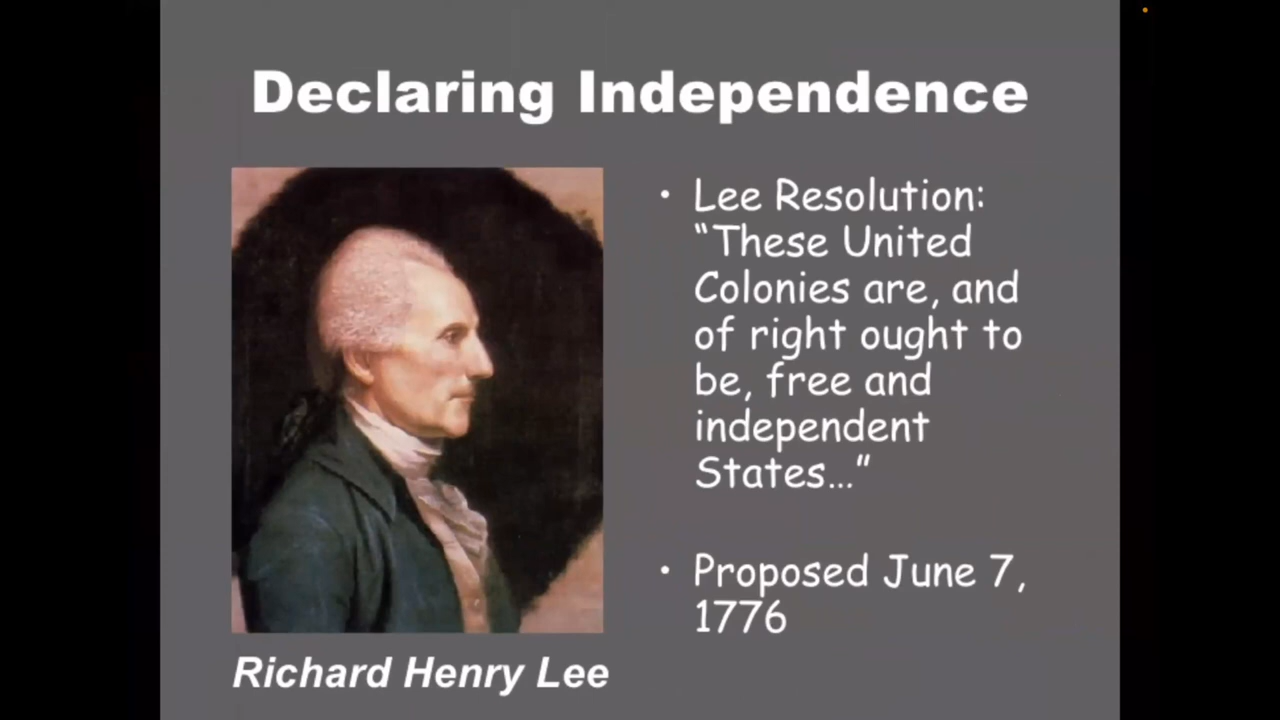 Declaring Independence
• Lee Resolution:
“These United
Colonies are, and
of right ought to
be, free and
independent
States…”
• Proposed June 7,
1776
Richard Henry Lee